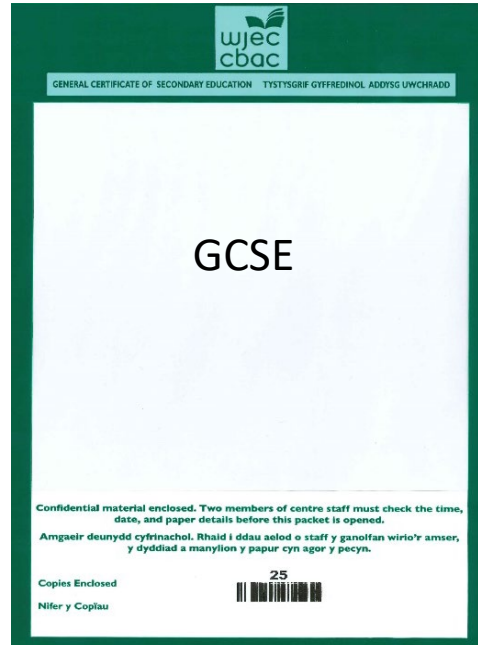 wjec
cbac
GENERAL CERTIFICATE OF SECONDARY EDUCATION TYSTYSGRIF GYFFREDINOL ADDYSG UWCHRADD
GCSE
Confidential material enclosed. Two members of centre staff must check the time,
date, and paper details before this packet is opened.
Amgaeir deunydd cyfrinachol. Rhaid i ddau aelod o staff y ganolfan wirio'r amser,
y dyddiad a manylion y papur cyn agor y pecyn.
25
Copies Enclosed
Nifer y Copïau